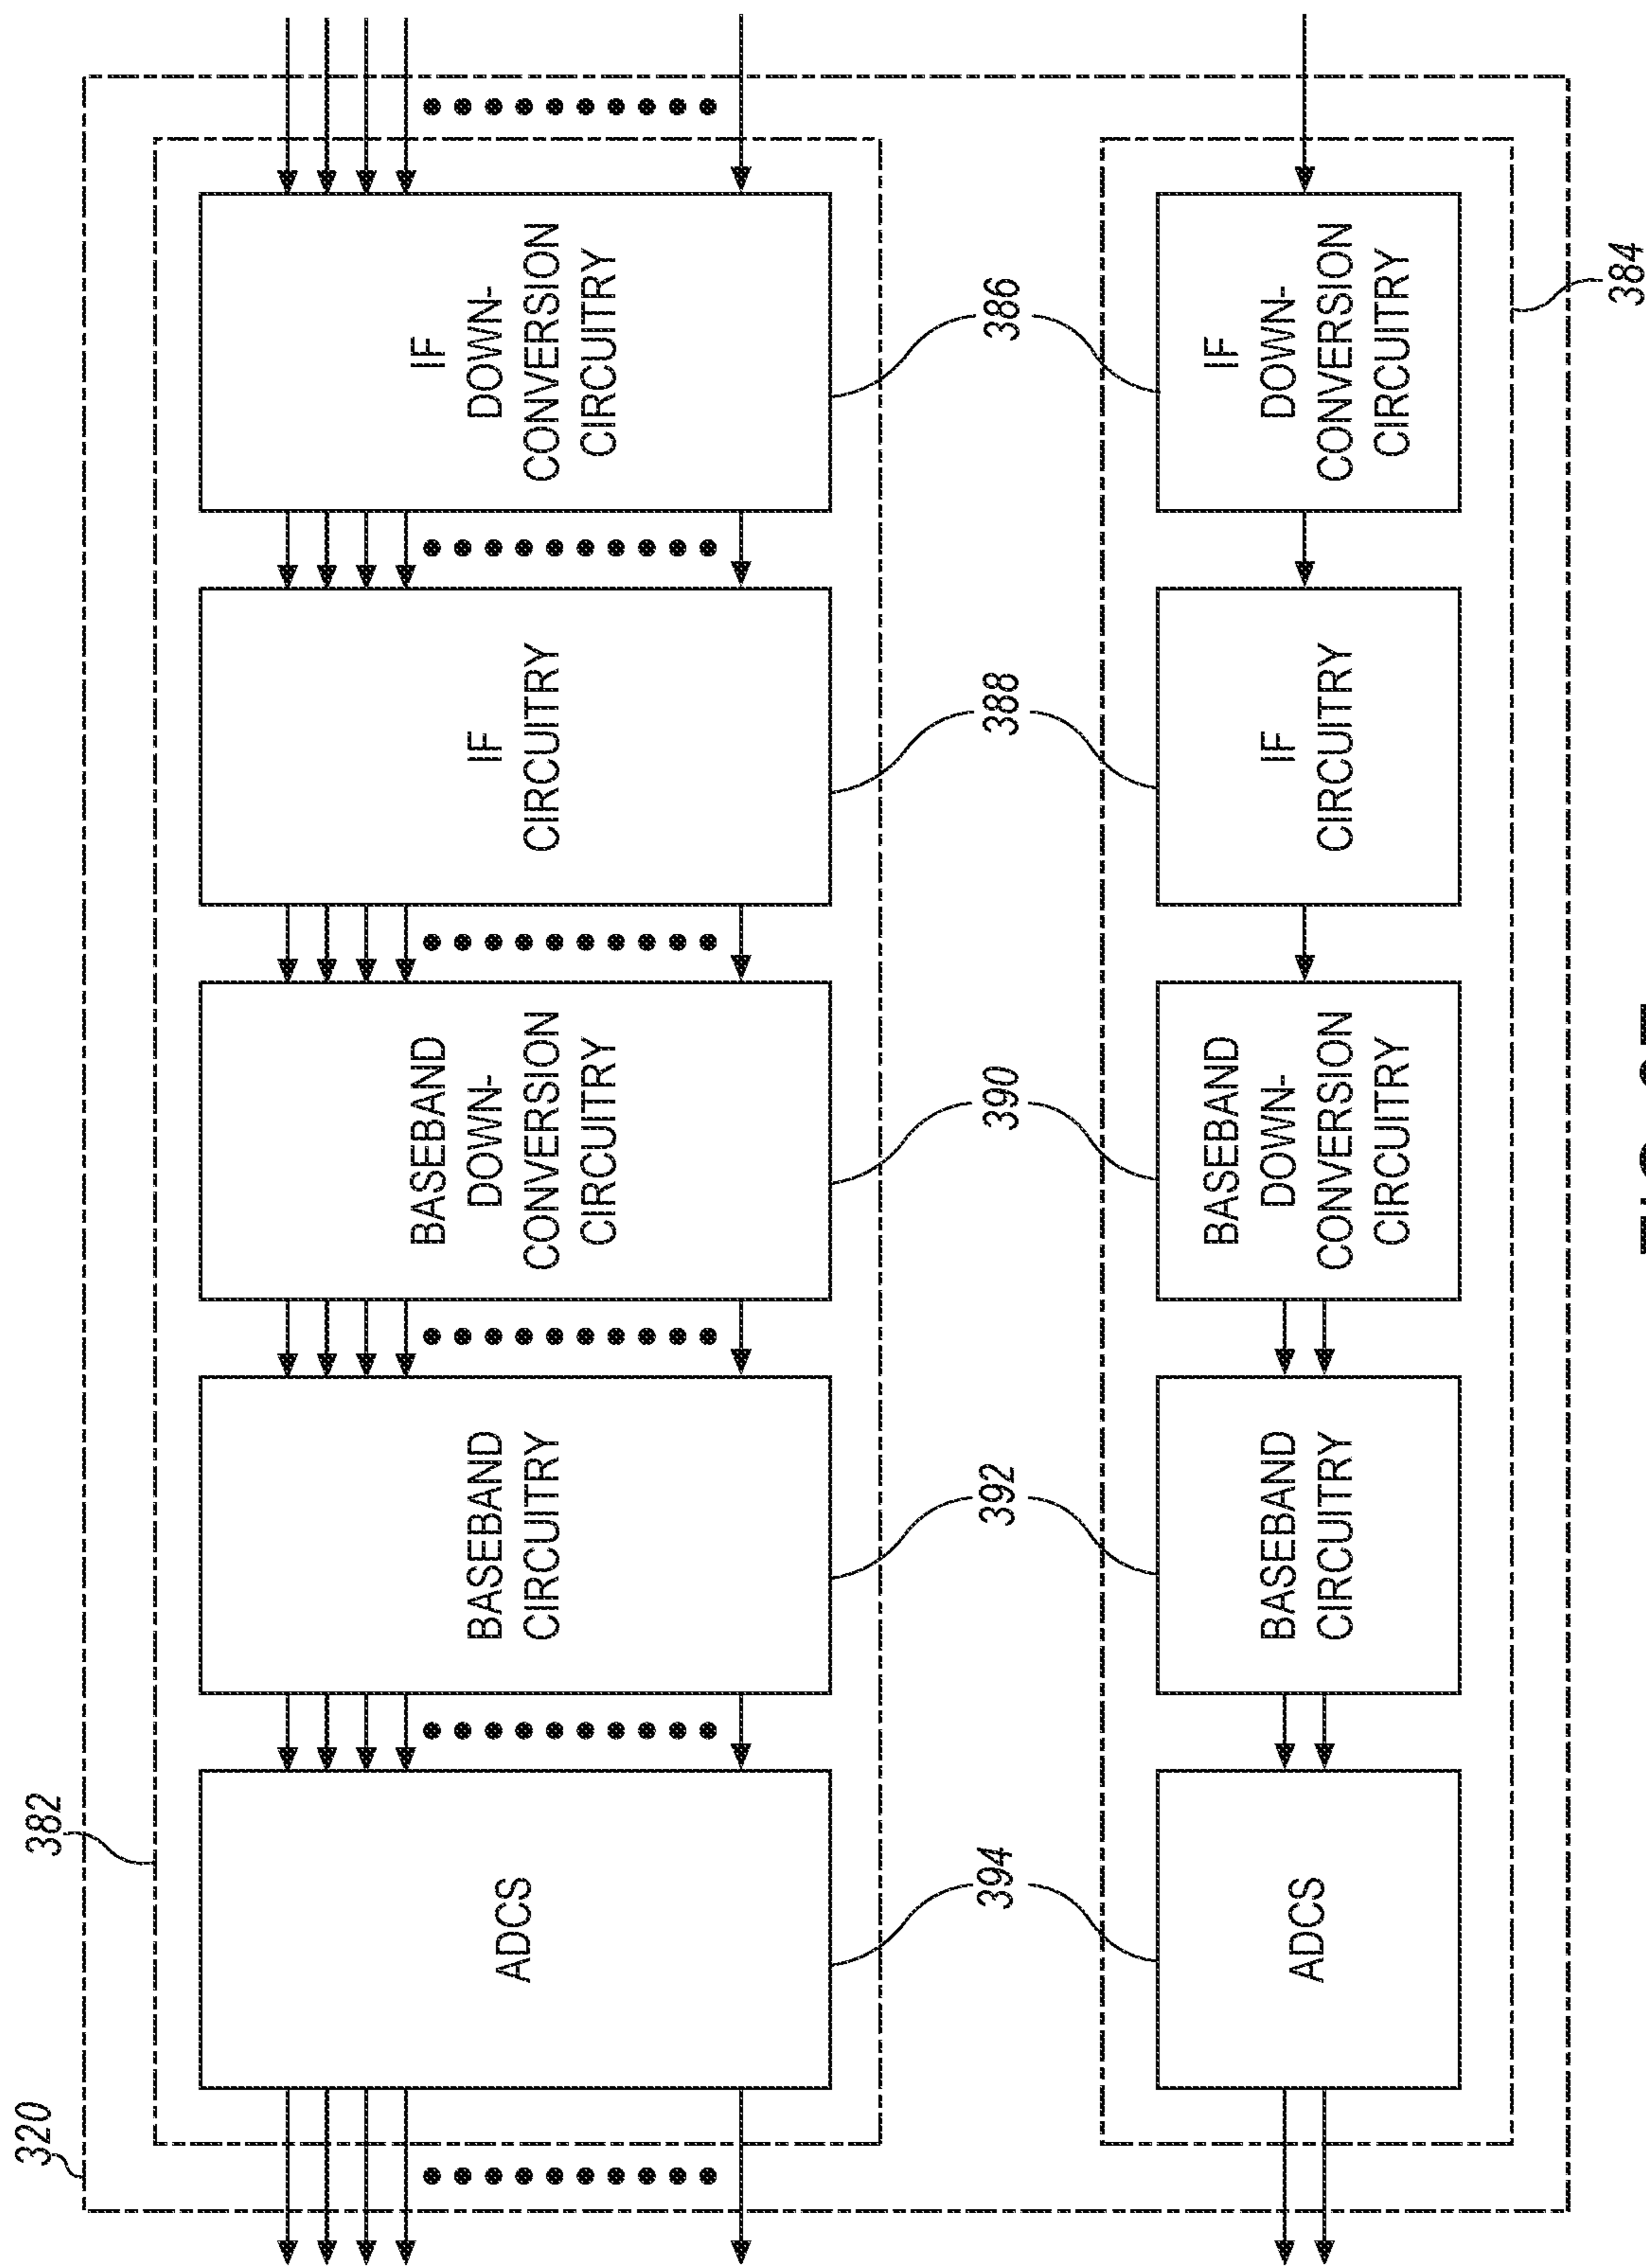 320
382
ADCS
BASEBAND
CIRCUITRY
BASEBAND
DOWN-
CONVERSION
CIRCUITRY
IF
CIRCUITRY
IF
DOWN-
CONVERSION
CIRCUITRY
394
392
390
388
386
ADCS
BASEBAND
CIRCUITRY
BASEBAND
DOWN-
CONVERSION
CIRCUITRY
IF
CIRCUITRY
IF
DOWN-
CONVERSION
CIRCUITRY
384